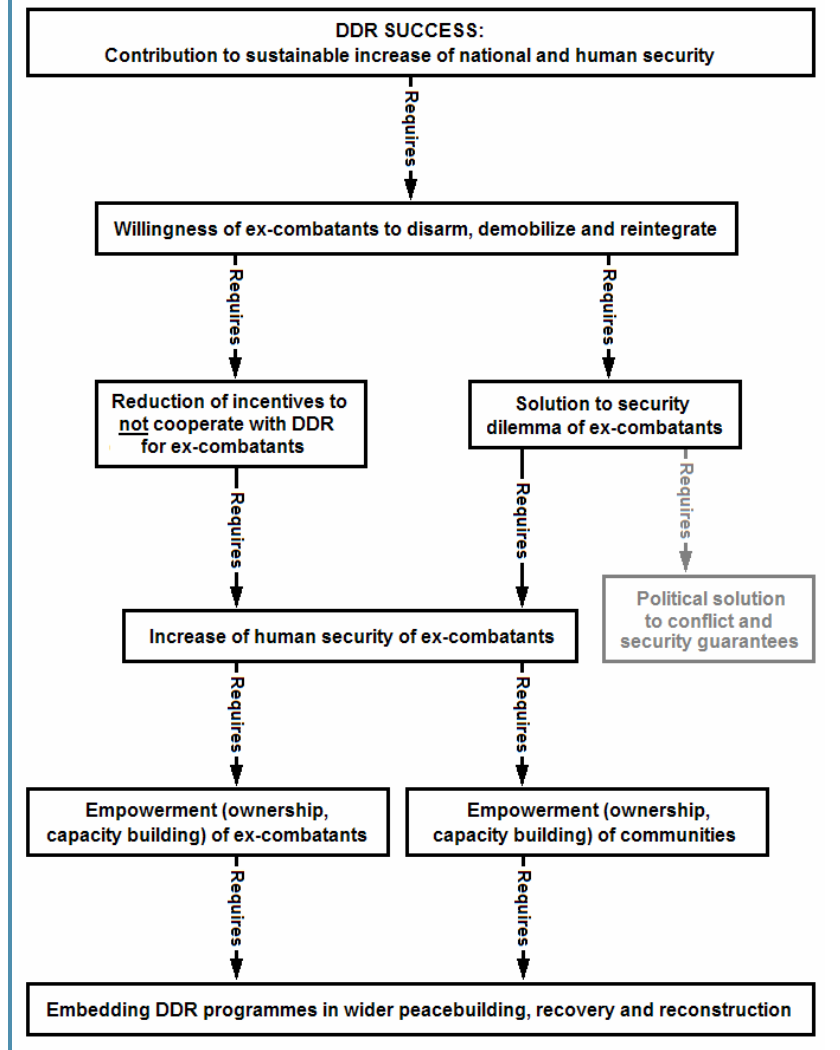 DDR SUCCESS:
Contribution to sustainable increase of national and human security
Requires
Willingness of ex-combatants to disarm, demobilize and reintegrate
Requires
Requires
Reduction of incentives to
not cooperate with DDR
for ex-combatants
Solution to security
dilemma of ex-combatants
Requires
Requires
Requires
Political solution
to conflict and
security guarantees
Increase of human security of ex-combatants
Requires
Requires
Empowerment (ownership,
capacity building) of ex-combatants
Empowerment (ownership,
capacity building) of communities
Requires
Requires
Embedding DDR programmes in wider peacebuilding, recovery and reconstruction